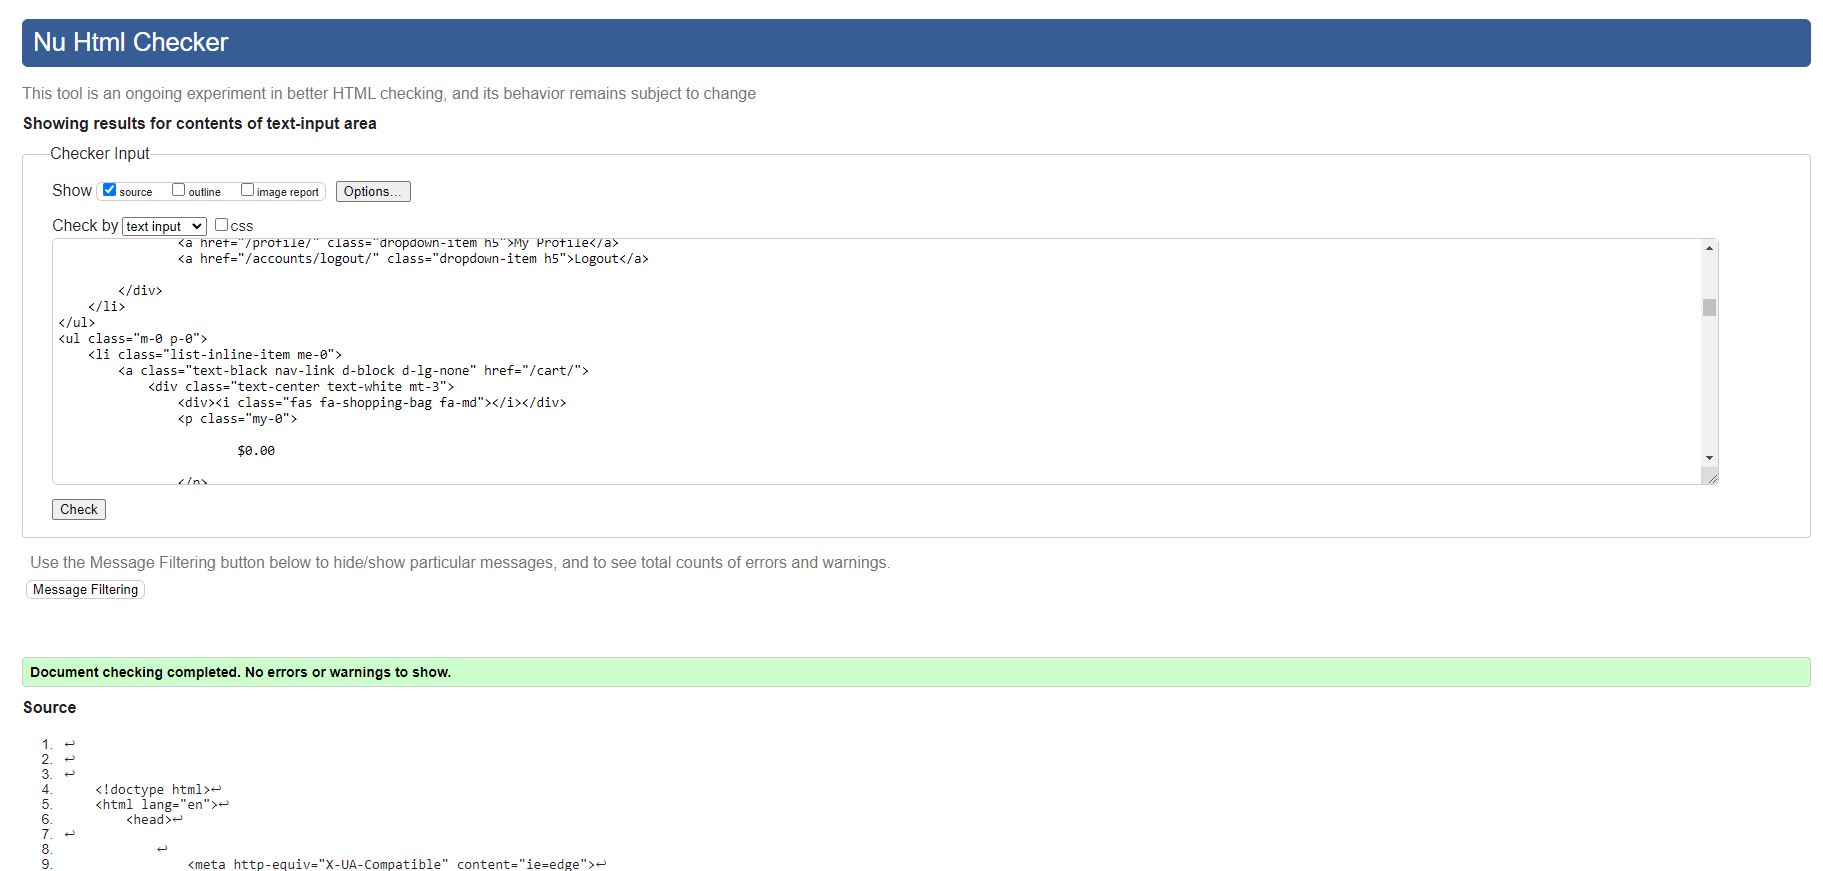 Nu Html Checker
This tool is an ongoing experiment in better HTML checking, and its behavior remains subject to change
Showing results for contents of text-input area
Checker Input
Show source outline image report Options...
Check by text input css
<a href="/profile/" class="dropdown-item h5">My Profile</a>
<a href="/accounts/logout/" class="dropdown-item h5">Logout</a>
</div>
</li>
</ul>
<ul class="m-0 p-0">
<li class="list-inline-item me-0">
<a class="text-black nav-link d-block d-lg-none" href="/cart/">
<div class="text-center text-white mt-3">
<div><i class="fas fa-shopping-bag fa-md"></i></div>
<p class="my-0">
$0.00
</p>
Check
Use the Message Filtering button below to hide/show particular messages, and to see total counts of errors and warnings.
Message Filtering
Document checking completed. No errors or warnings to show.
Source
1. ↩
2. ↩
3. ↩
4. <!doctype html>↩
5. <html lang="en">↩
6. <head>↩
7. ↩
8. ↩
9. <meta http-equiv="X-UA-Compatible" content="ie=edge">↩